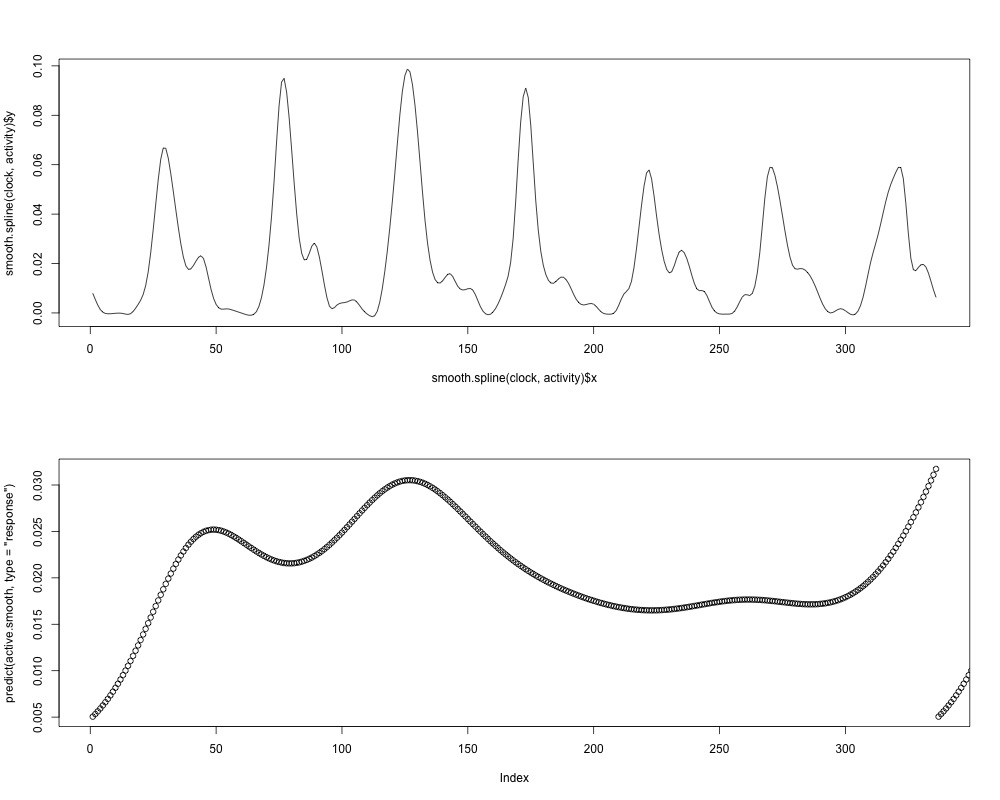 smooth.spline(clock, activity)$y
0.00 0.02 0.04 0.06 0.08 0.10
0 50 100 150 200 250 300
smooth.spline(clock, activity)$x
predict(active.smooth, type = "response")
0.005 0.010 0.015 0.020 0.025 0.030
0 50 100 150 200 250 300
Index